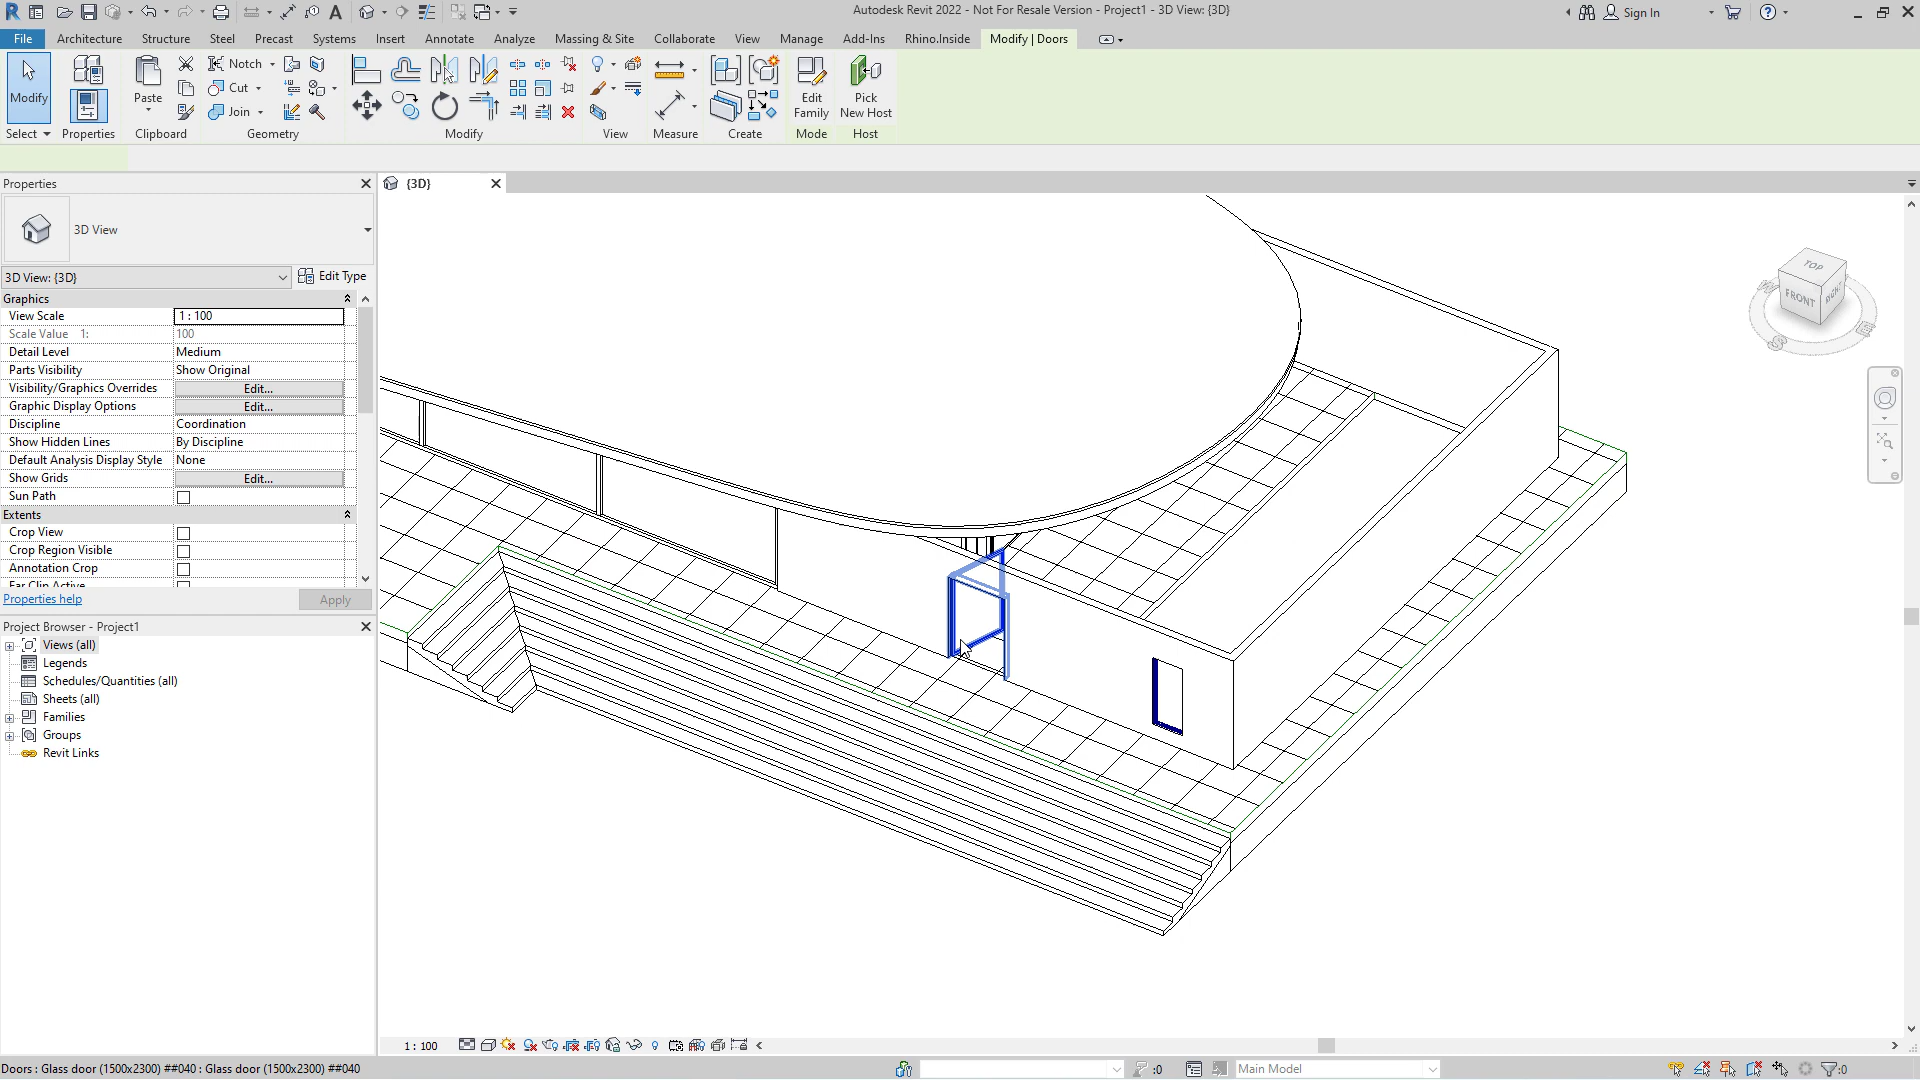 Autodesk Revit 2022 - Not For Resale Version - Project1 - 3D View: {3D}
Sign In
File
Architecture
Structure
Steel
Precast
Systems
Insert
Annotate
Analyze
Massing & Site
Collaborate
View
Manage
Add-Ins
Rhino.Inside
Modify | Doors
Modify
Properties
Paste
Notch
Cut
Join
Edit
Family
Pick
New Host
Select
Properties
Clipboard
Geometry
Modify
View
Measure
Create
Mode
Host
Properties
{3D}
3D View
3D View: {3D}
Edit Type
Graphics
View Scale
1 : 100
Scale Value 1:
100
Detail Level
Medium
Parts Visibility
Show Original
Visibility/Graphics Overrides
Edit...
Graphic Display Options
Edit...
Discipline
Coordination
Show Hidden Lines
By Discipline
Default Analysis Display Style
None
Show Grids
Edit...
Sun Path
Extents
Crop View
Crop Region Visible
Annotation Crop
Far Clip Active
Properties help
Apply
Project Browser - Project1
Views (all)
Legends
Schedules/Quantities (all)
Sheets (all)
Families
Groups
Revit Links
TOP
FRONT
RIGHT
W
S
E
1 : 100
Doors : Glass door (1500x2300) ##040 : Glass door (1500x2300) ##040
:0
Main Model
:0